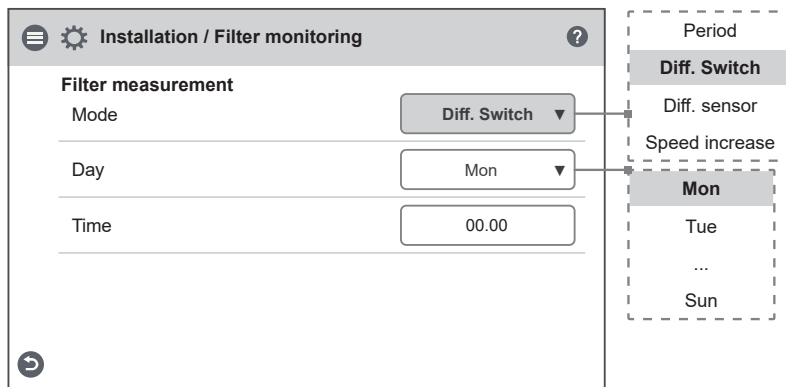 Installation / Filter monitoring ?
Filter measurement
Mode Diff. Switch ▼
Day Mon ▼
Time 00.00
Period
Diff. Switch
Diff. sensor
Speed increase
Mon
Tue
...
Sun